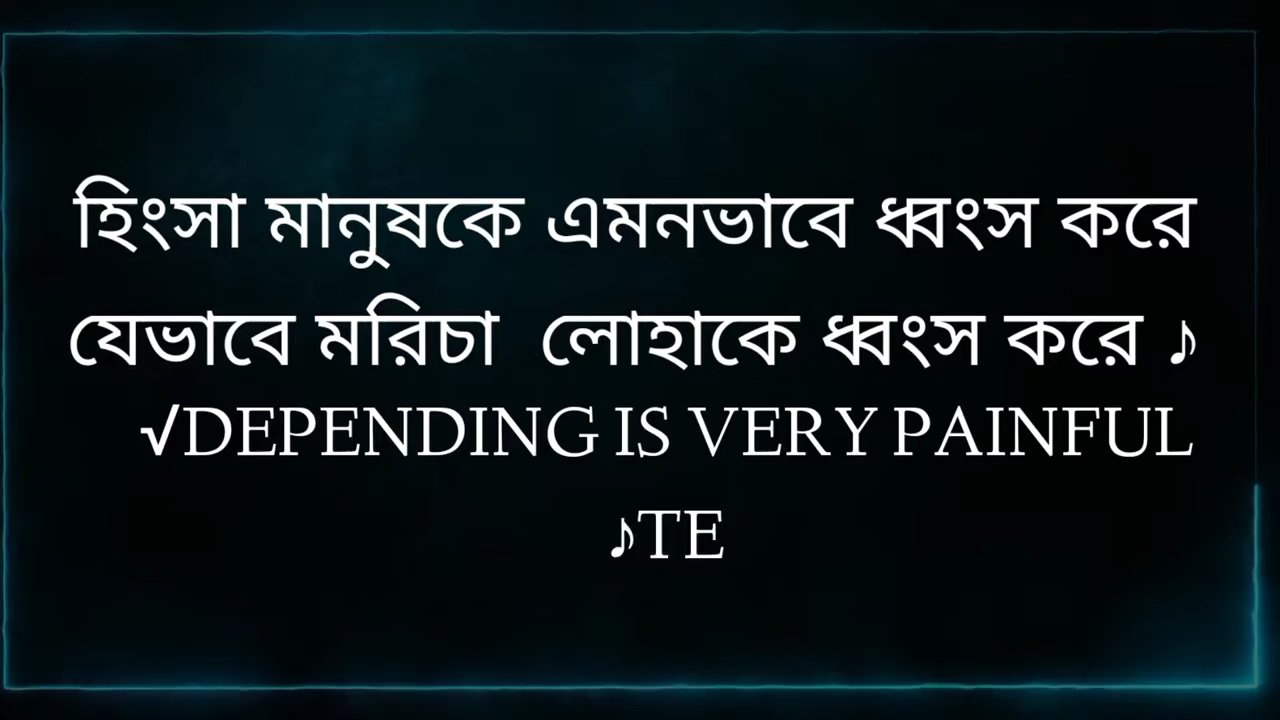 হিংসা মানুষকে এমনভাবে ধ্বংস করে
যেভাবে মরিচা লোহাকে ধ্বংস করে ♪
√DEPENDING IS VERY PAINFUL
♪TE